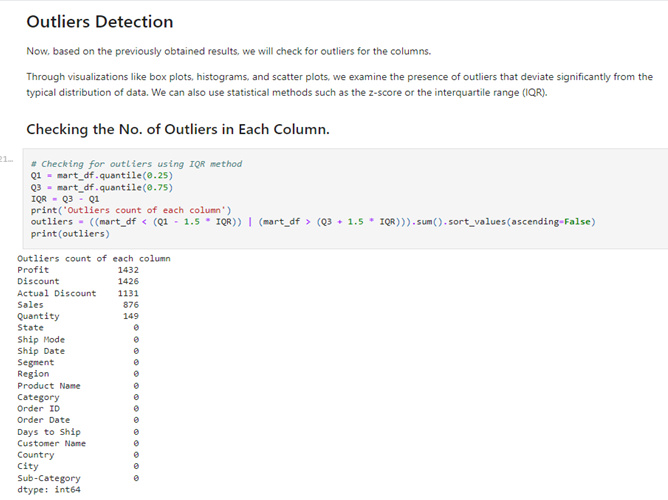 Outliers Detection
Now, based on the previously obtained results, we will check for outliers for the columns.
Through visualizations like box plots, histograms, and scatter plots, we examine the presence of outliers that deviate significantly from the
typical distribution of data. We can also use statistical methods such as the z-score or the interquartile range (IQR).
Checking the No. of Outliers in Each Column.
21...
# Checking for outliers using IQR method
Q1 = mart_df.quantile(0.25)
Q3 = mart_df.quantile(0.75)
IQR = Q3 - Q1
print('Outliers count of each column')
outliers = ((mart_df < (Q1 - 1.5 * IQR)) | (mart_df > (Q3 + 1.5 * IQR))).sum().sort_values(ascending=False)
print(outliers)
Outliers count of each column
Profit 1432
Discount 1426
Actual Discount 1131
Sales 876
Quantity 149
State 0
Ship Mode 0
Ship Date 0
Segment 0
Region 0
Product Name 0
Category 0
Order ID 0
Order Date 0
Days to Ship 0
Customer Name 0
Country 0
City 0
Sub-Category 0
dtype: int64